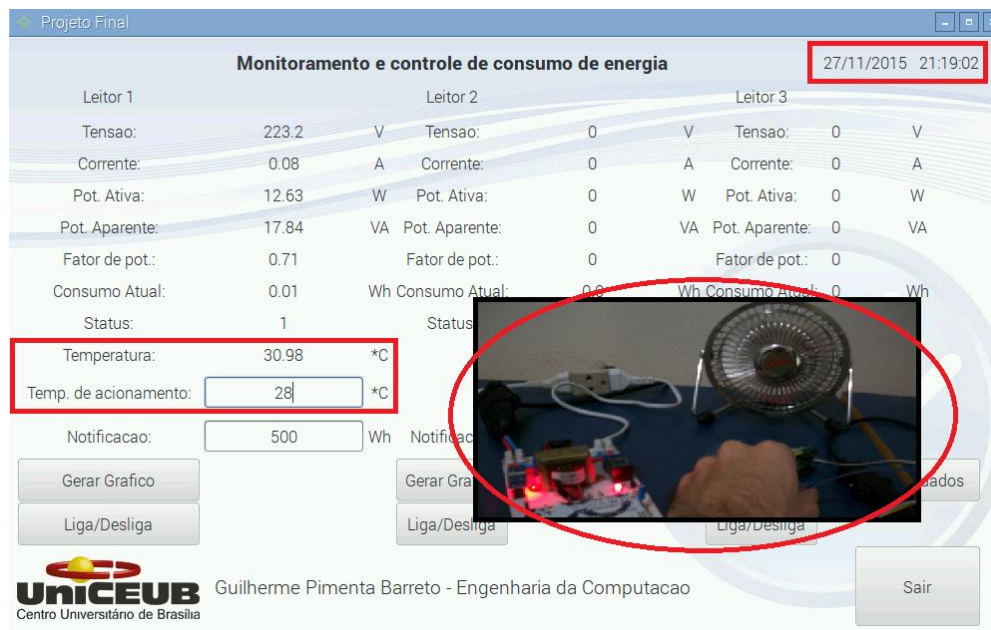 Projeto Final
Monitoramento e controle de consumo de energia
27/11/2015 21:19:02
Leitor 1 Leitor 2 Leitor 3
Tensao: 223.2 V Tensao: 0 V Tensao: 0 V
Corrente: 0.08 A Corrente: 0 A Corrente: 0 A
Pot. Ativa: 12.63 W Pot. Ativa: 0 W Pot. Ativa: 0 W
Pot. Aparente: 17.84 VA Pot. Aparente: 0 VA Pot. Aparente: 0 VA
Fator de pot.: 0.71 Fator de pot.: 0 Fator de pot.: 0
Consumo Atual: 0.01 Wh Consumo Atual: 0.0 Wh Consumo Atual: 0 Wh
Status: 1 Status
Temperatura: 30.98 *C
Temp. de acionamento: 28 *C
Notificacao: 500 Wh Notificac
Gerar Grafico Gerar Gra dados
Liga/Desliga Liga/Desliga Liga/Desliga
UniCEUB
Centro Universitário de Brasília
Guilherme Pimenta Barreto - Engenharia da Computacao
Sair